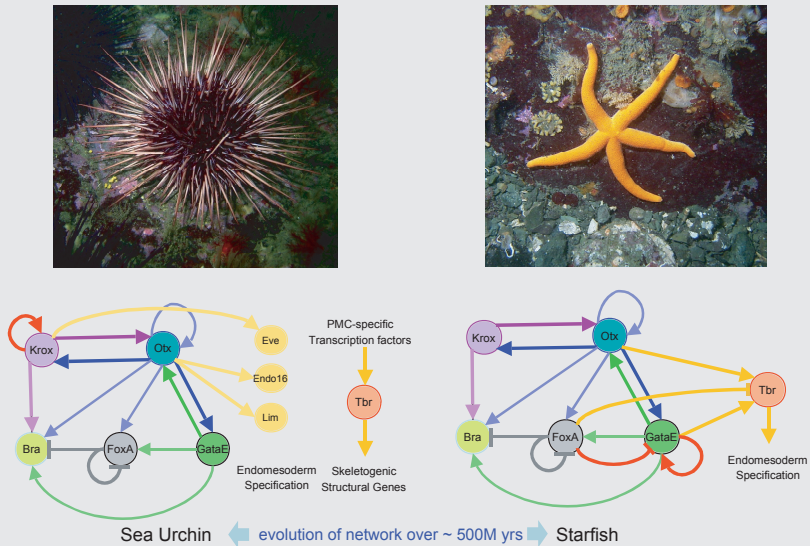 Krox
Otx
Eve
Endo16
Lim
Bra
FoxA
GataE
Endomesoderm
Specification
PMC-specific
Transcription factors
Tbr
Skeletogenic
Structural Genes
Krox
Otx
Tbr
Bra
FoxA
GataE
Endomesoderm
Specification
Sea Urchin
evolution of network over ~ 500M yrs
Starfish